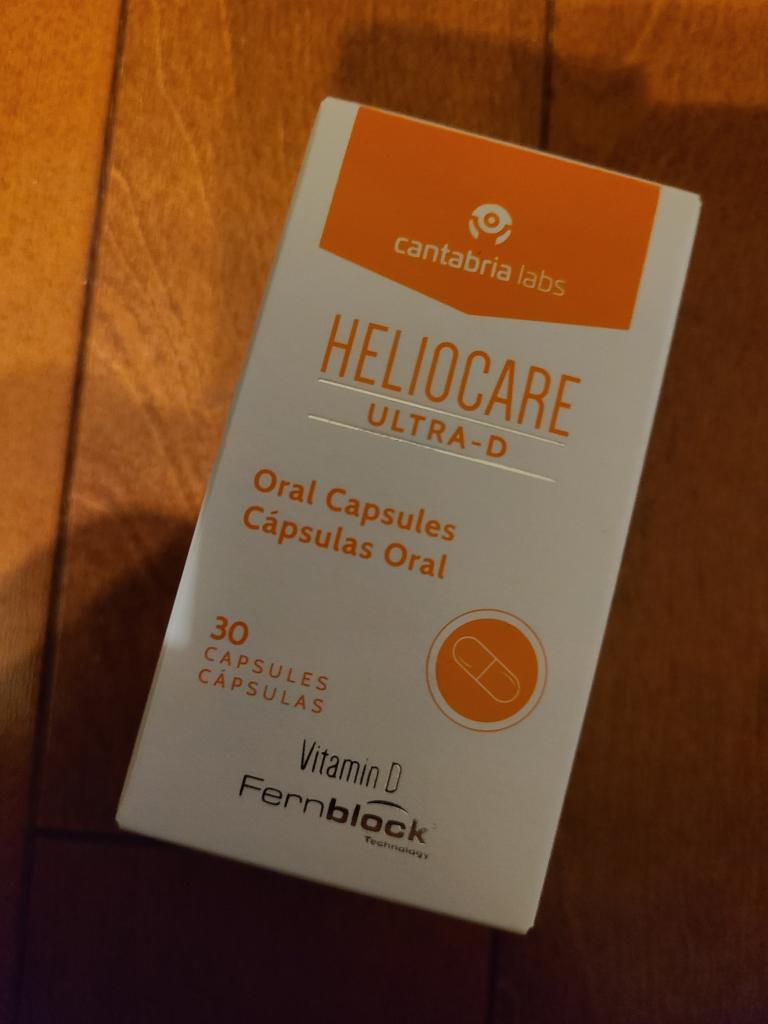 cantabria labs
HELIOCARE
ULTRA-D
Oral Capsules
Cápsulas Oral
30
CAPSULES
CÁPSULAS
Vitamin D
Fernblock
Technology